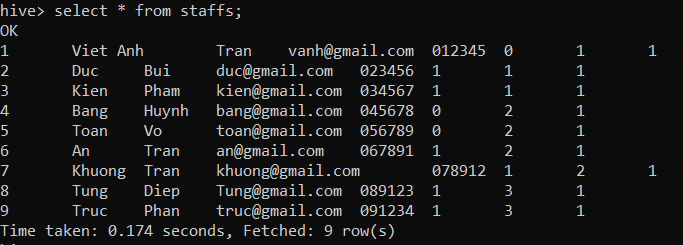 hive> select * from staffs;
OK
1 Viet Anh Tran vanh@gmail.com 012345 0 1 1
2 Duc Bui duc@gmail.com 023456 1 1 1
3 Kien Pham kien@gmail.com 034567 1 1 1
4 Bang Huynh bang@gmail.com 045678 0 2 1
5 Toan Vo toan@gmail.com 056789 0 2 1
6 An Tran an@gmail.com 067891 1 2 1
7 Khuong Tran khuong@gmail.com 078912 1 2 1
8 Tung Diep Tung@gmail.com 089123 1 3 1
9 Truc Phan truc@gmail.com 091234 1 3 1
Time taken: 0.174 seconds, Fetched: 9 row(s)